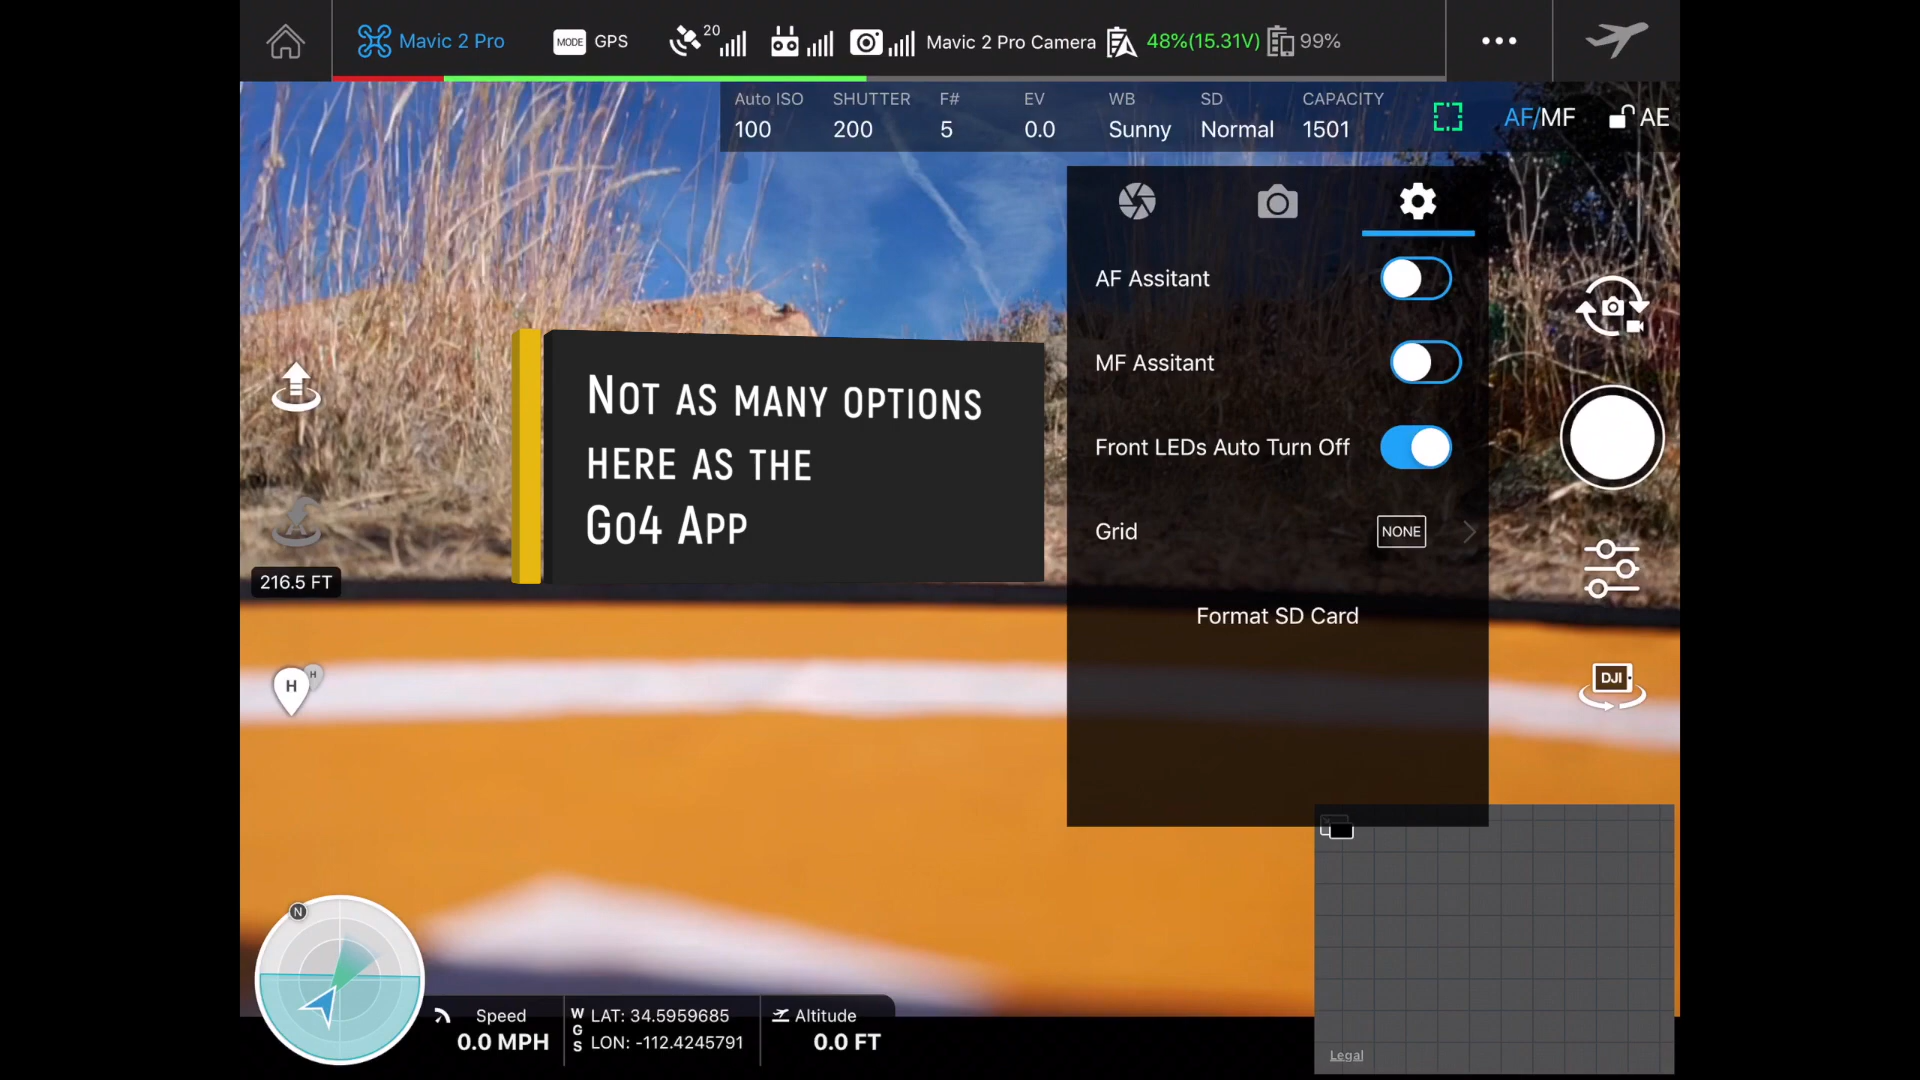 Mavic 2 Pro
MODE GPS
20
Mavic 2 Pro Camera
48%(15.31V)
99%
Auto ISO SHUTTER F# EV WB SD CAPACITY
100 200 5 0.0 Sunny Normal 1501
AF/MF
AE
AF Assitant
MF Assitant
Front LEDs Auto Turn Off
Grid NONE
Format SD Card
Not as many options
here as the
Go4 App
216.5 FT
H H
DJI
N
Speed
0.0 MPH
WGS
LAT: 34.5959685
LON: -112.4245791
Altitude
0.0 FT
Legal